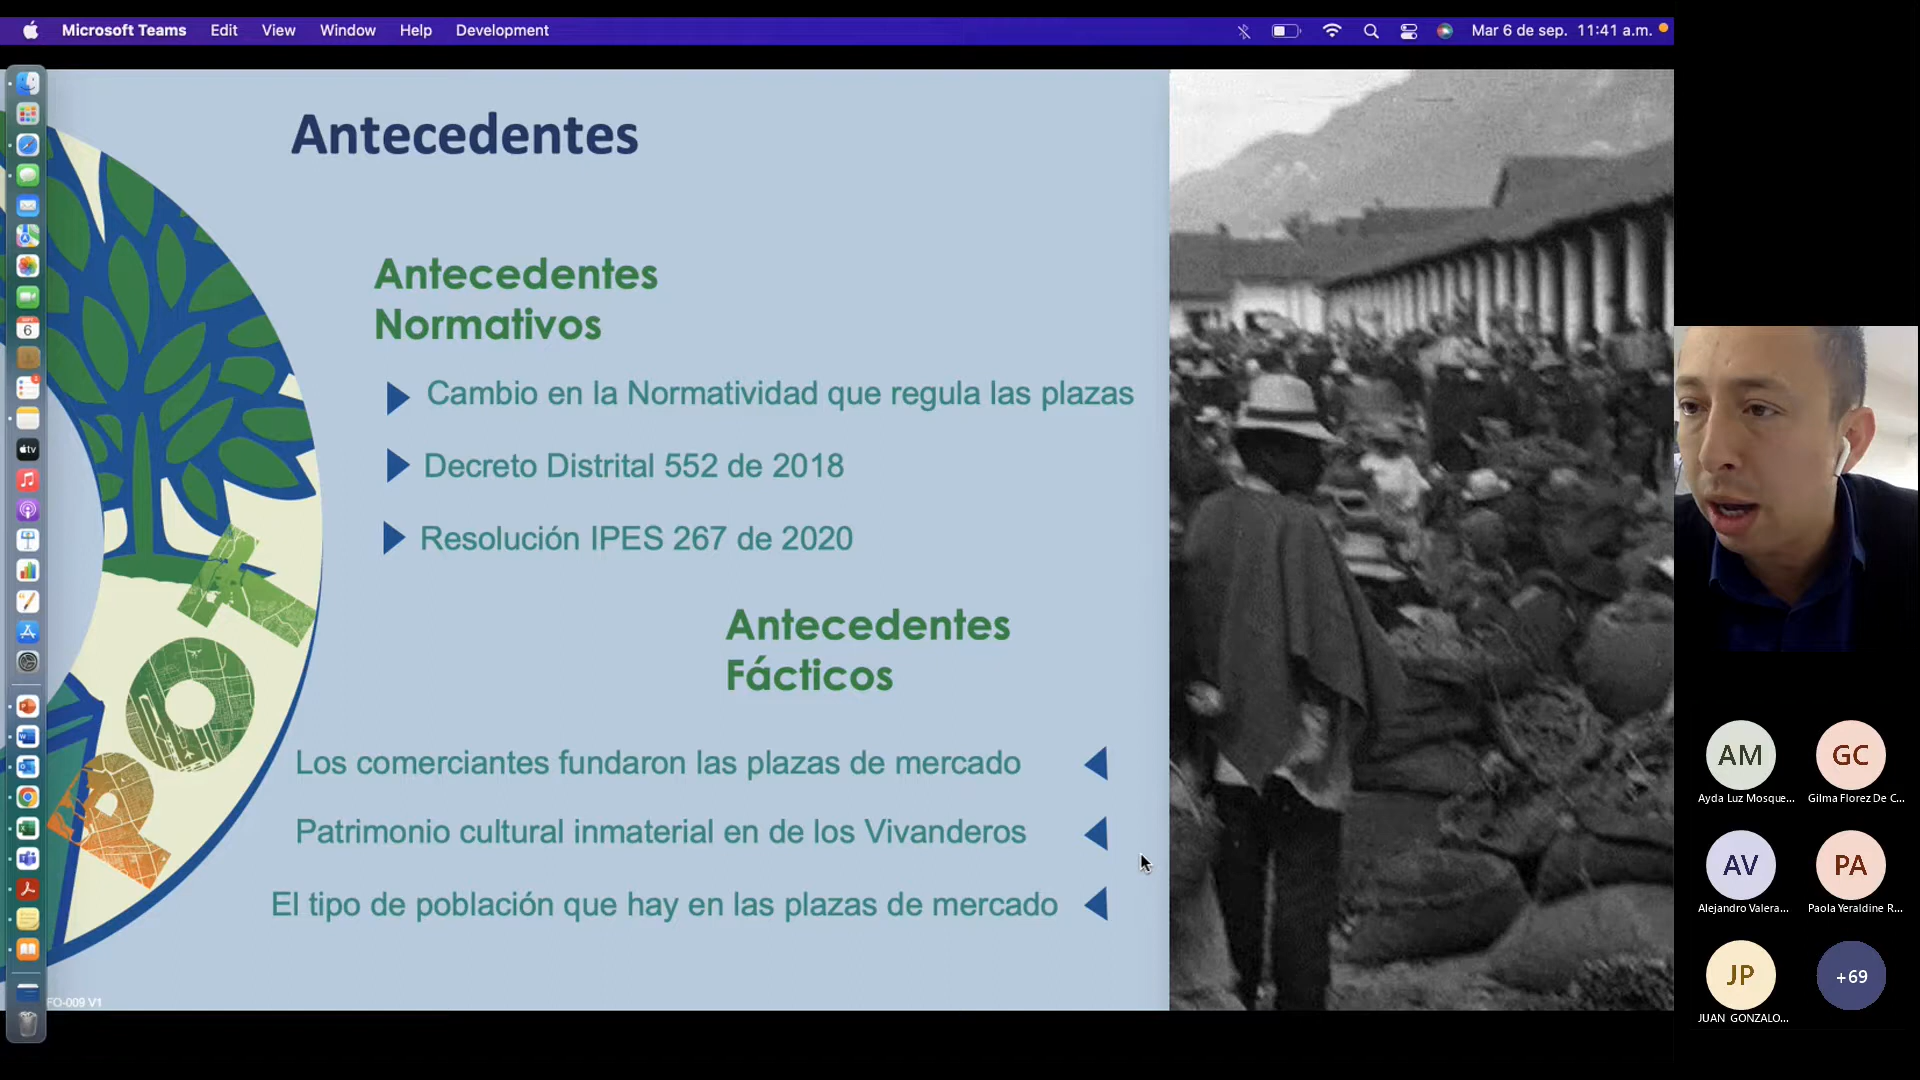 Microsoft Teams Edit View Window Help Development
Mar 6 de sep. 11:41 a.m.
Antecedentes
Antecedentes
Normativos
Cambio en la Normatividad que regula las plazas
Decreto Distrital 552 de 2018
Resolución IPES 267 de 2020
Antecedentes
Fácticos
Los comerciantes fundaron las plazas de mercado
Patrimonio cultural inmaterial en de los Vivanderos
El tipo de población que hay en las plazas de mercado
FO-009 V1
6
tv
AM
Ayda Luz Mosque...
GC
Gilma Florez De C...
AV
Alejandro Valera...
PA
Paola Yeraldine R...
JP
JUAN GONZALO...
+69